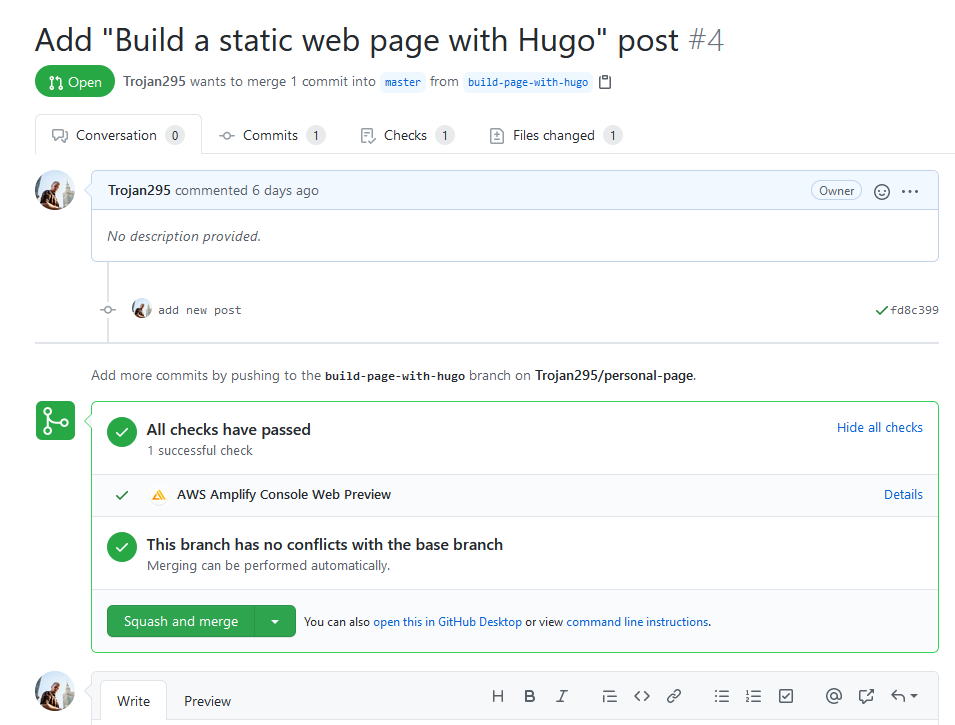 Add "Build a static web page with Hugo" post #4
Open Trojan295 wants to merge 1 commit into master from build-page-with-hugo
Conversation 0 Commits 1 Checks 1 Files changed 1
Trojan295 commented 6 days ago Owner
No description provided.
add new post fd8c399
Add more commits by pushing to the build-page-with-hugo branch on Trojan295/personal-page.
All checks have passed Hide all checks
1 successful check
AWS Amplify Console Web Preview Details
This branch has no conflicts with the base branch
Merging can be performed automatically.
Squash and merge You can also open this in GitHub Desktop or view command line instructions.
Write Preview